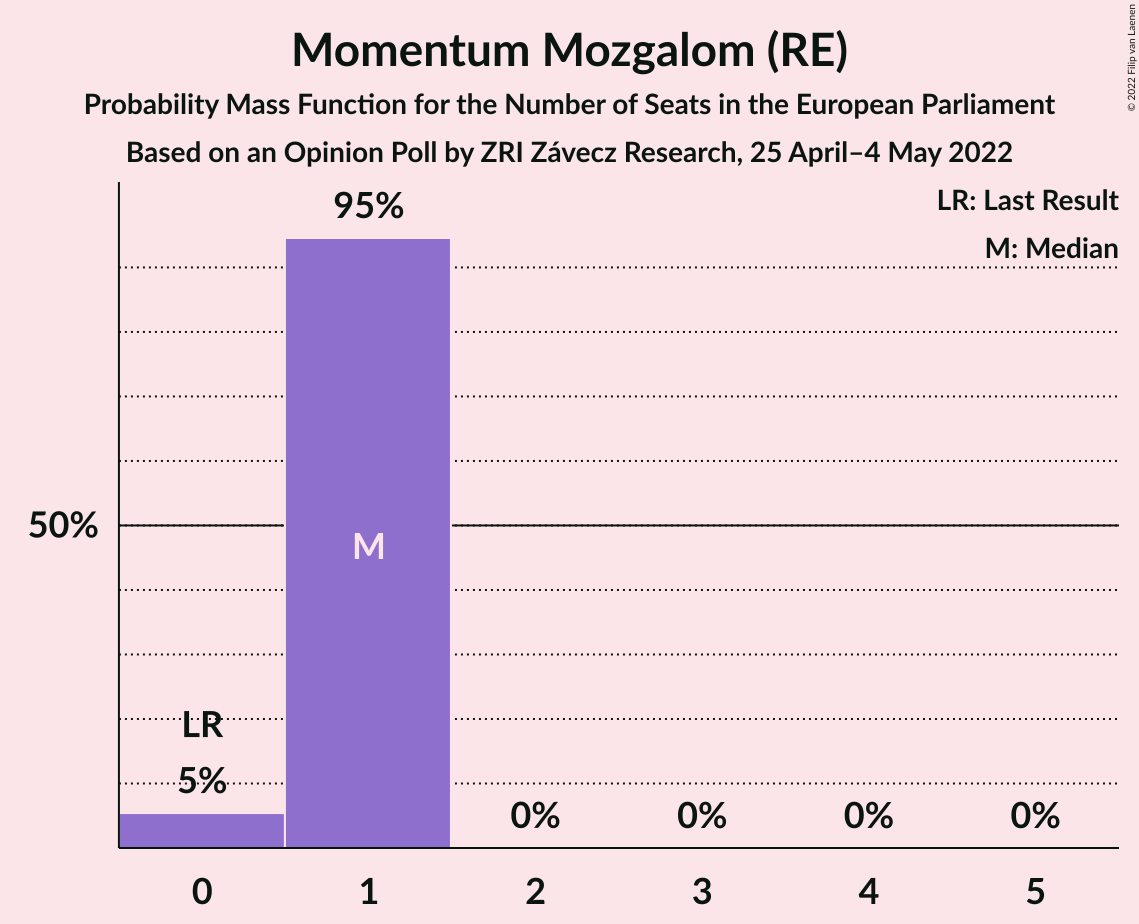 Momentum Mozgalom (RE)
Probability Mass Function for the Number of Seats in the European Parliament
Based on an Opinion Poll by ZRI Závecz Research, 25 April–4 May 2022
© 2022 Filip van Laenen
LR: Last Result
M: Median
95%
50%
M
LR
5%
0% 0% 0% 0%
0 1 2 3 4 5